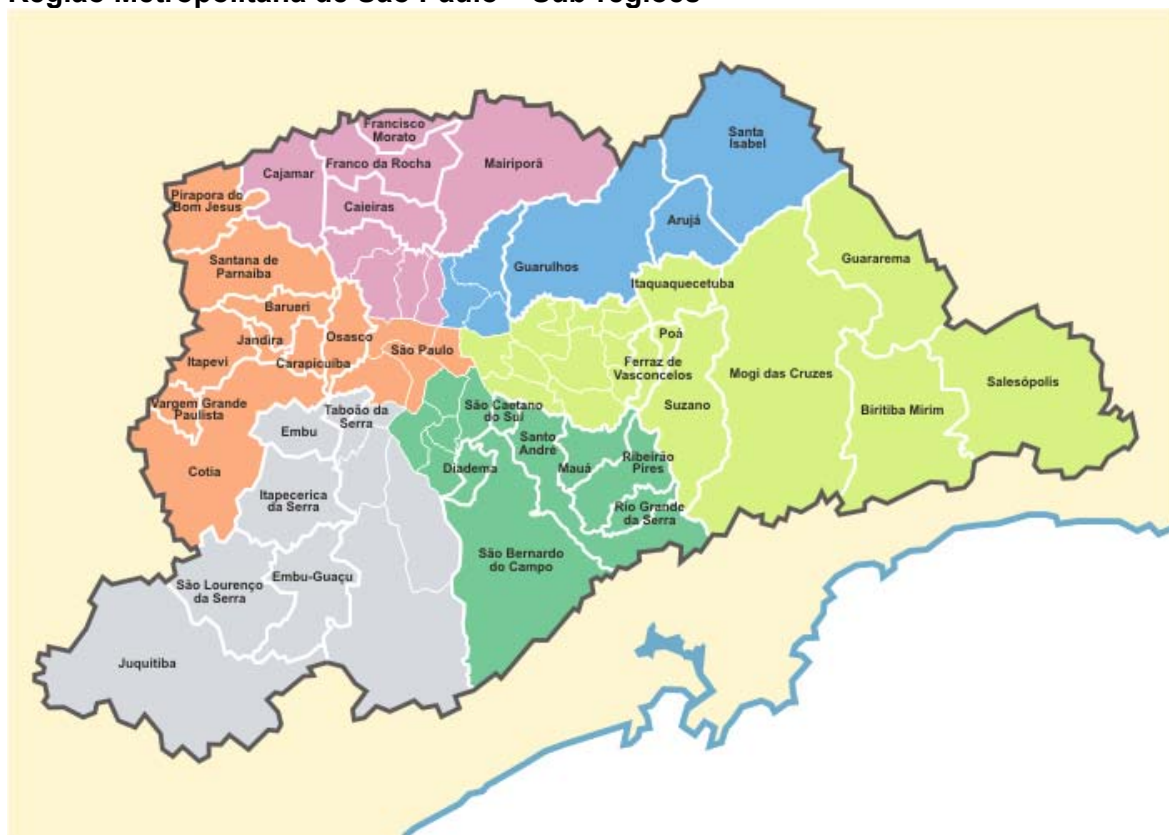 Região Metropolitana de São Paulo – Sub-regiões
Francisco
Morato
Santa
Isabel
Franco da Rocha
Mairiporã
Cajamar
Pirapora do
Bom Jesus
Caieiras
Arujá
Guararema
Santana de
Parnaiba
Guarulhos
Itaquaquecetuba
Barueri
Poá
Jandira
Osasco
São Paulo
Itapevi
Carapicuíba
Ferraz de
Vasconcelos
Mogi das Cruzes
Salesópolis
Vargem Grande
Paulista
Taboão da
Serra
São Caetano
do Sul
Suzano
Biritiba Mirim
Embu
Santo
André
Cotia
Diadema
Mauá
Ribeirão
Pires
Itapecerica
da Serra
Rio Grande
da Serra
São Bernardo
do Campo
São Lourenço
da Serra
Embu-Guaçu
Juquitiba